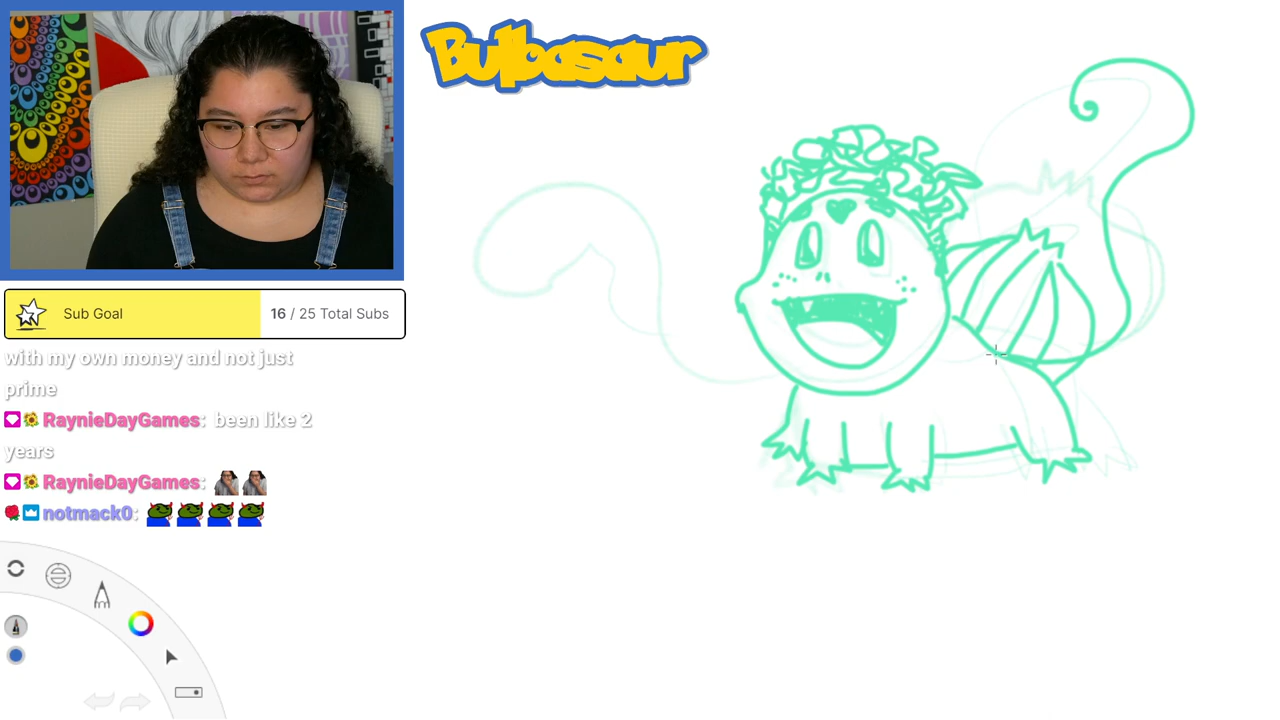 Bulbasaur
Sub Goal
16 / 25 Total Subs
with my own money and not just
prime
RaynieDayGames: been like 2
years
RaynieDayGames:
notmack0: